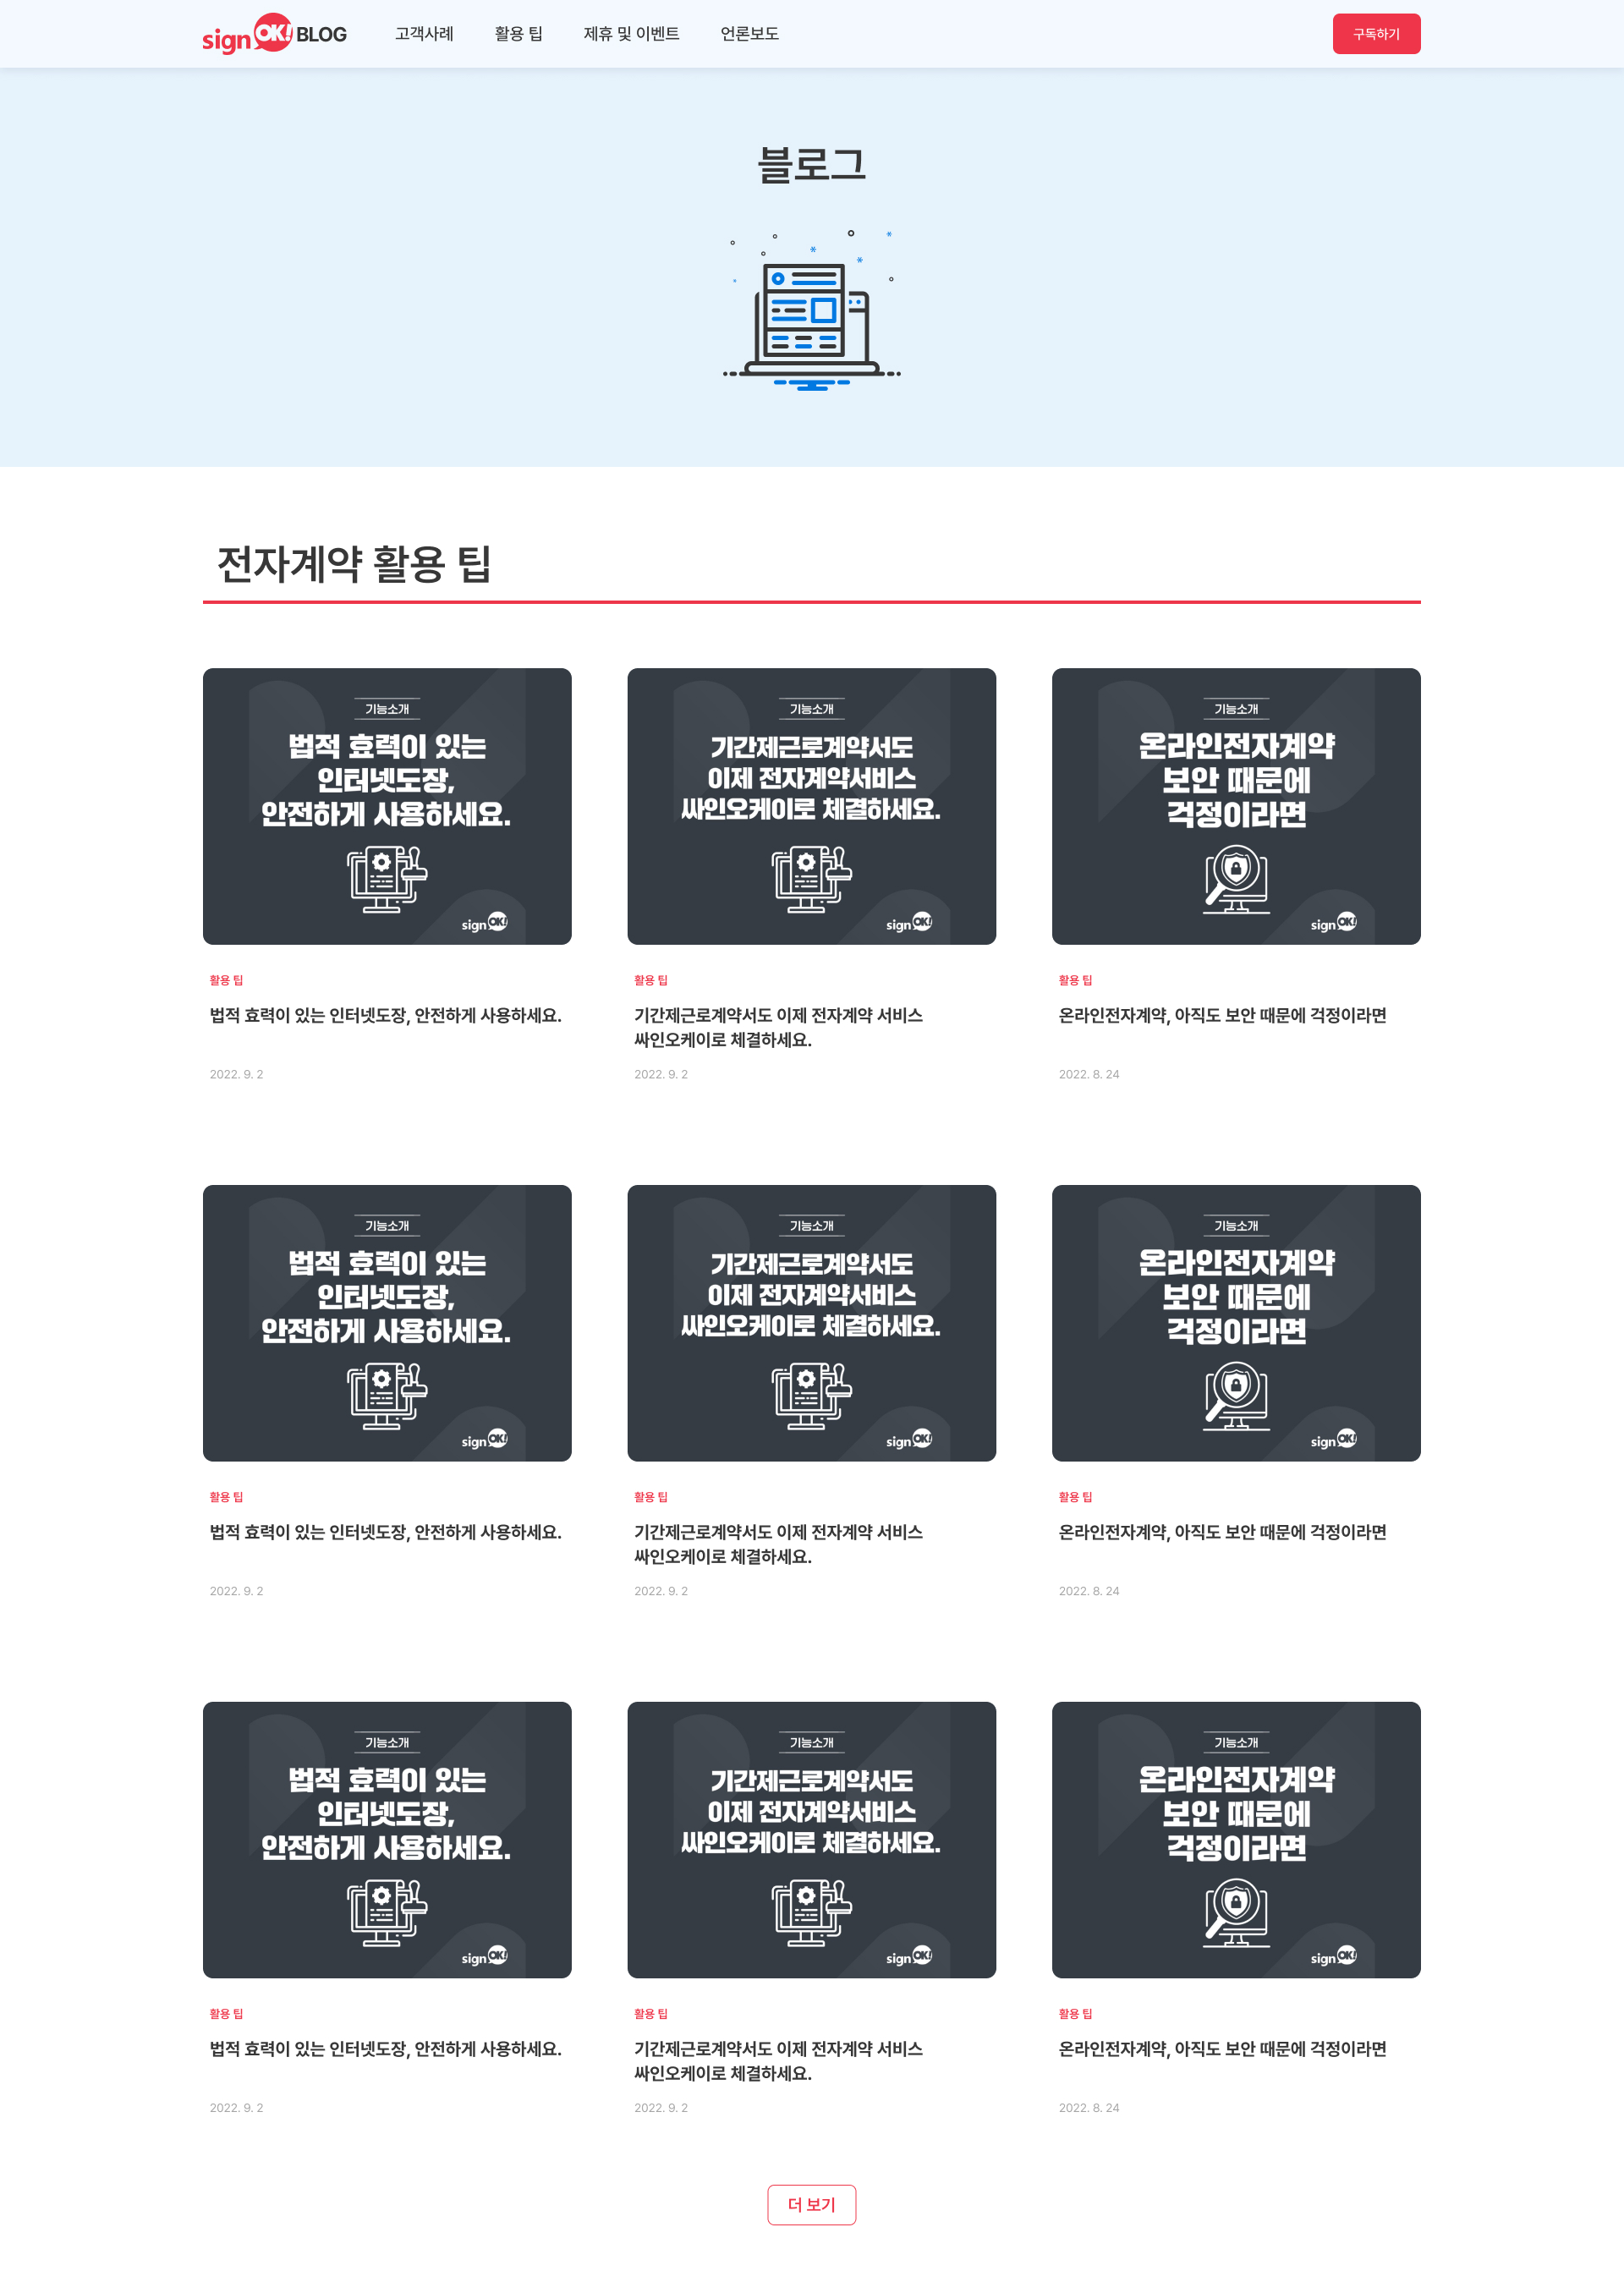 sign OK! BLOG 고객사례 활용 팁 제휴 및 이벤트 언론보도 구독하기
블로그
전자계약 활용 팁
기능소개
법적 효력이 있는
인터넷도장,
안전하게 사용하세요.
sign OK!
활용 팁
법적 효력이 있는 인터넷도장, 안전하게 사용하세요.
2022. 9. 2
기능소개
기간제근로계약서도
이제 전자계약서비스
싸인오케이로 체결하세요.
sign OK!
활용 팁
기간제근로계약서도 이제 전자계약 서비스
싸인오케이로 체결하세요.
2022. 9. 2
기능소개
온라인전자계약
보안 때문에
걱정이라면
sign OK!
활용 팁
온라인전자계약, 아직도 보안 때문에 걱정이라면
2022. 8. 24
기능소개
법적 효력이 있는
인터넷도장,
안전하게 사용하세요.
sign OK!
활용 팁
법적 효력이 있는 인터넷도장, 안전하게 사용하세요.
2022. 9. 2
기능소개
기간제근로계약서도
이제 전자계약서비스
싸인오케이로 체결하세요.
sign OK!
활용 팁
기간제근로계약서도 이제 전자계약 서비스
싸인오케이로 체결하세요.
2022. 9. 2
기능소개
온라인전자계약
보안 때문에
걱정이라면
sign OK!
활용 팁
온라인전자계약, 아직도 보안 때문에 걱정이라면
2022. 8. 24
기능소개
법적 효력이 있는
인터넷도장,
안전하게 사용하세요.
sign OK!
활용 팁
법적 효력이 있는 인터넷도장, 안전하게 사용하세요.
2022. 9. 2
기능소개
기간제근로계약서도
이제 전자계약서비스
싸인오케이로 체결하세요.
sign OK!
활용 팁
기간제근로계약서도 이제 전자계약 서비스
싸인오케이로 체결하세요.
2022. 9. 2
기능소개
온라인전자계약
보안 때문에
걱정이라면
sign OK!
활용 팁
온라인전자계약, 아직도 보안 때문에 걱정이라면
2022. 8. 24
더 보기